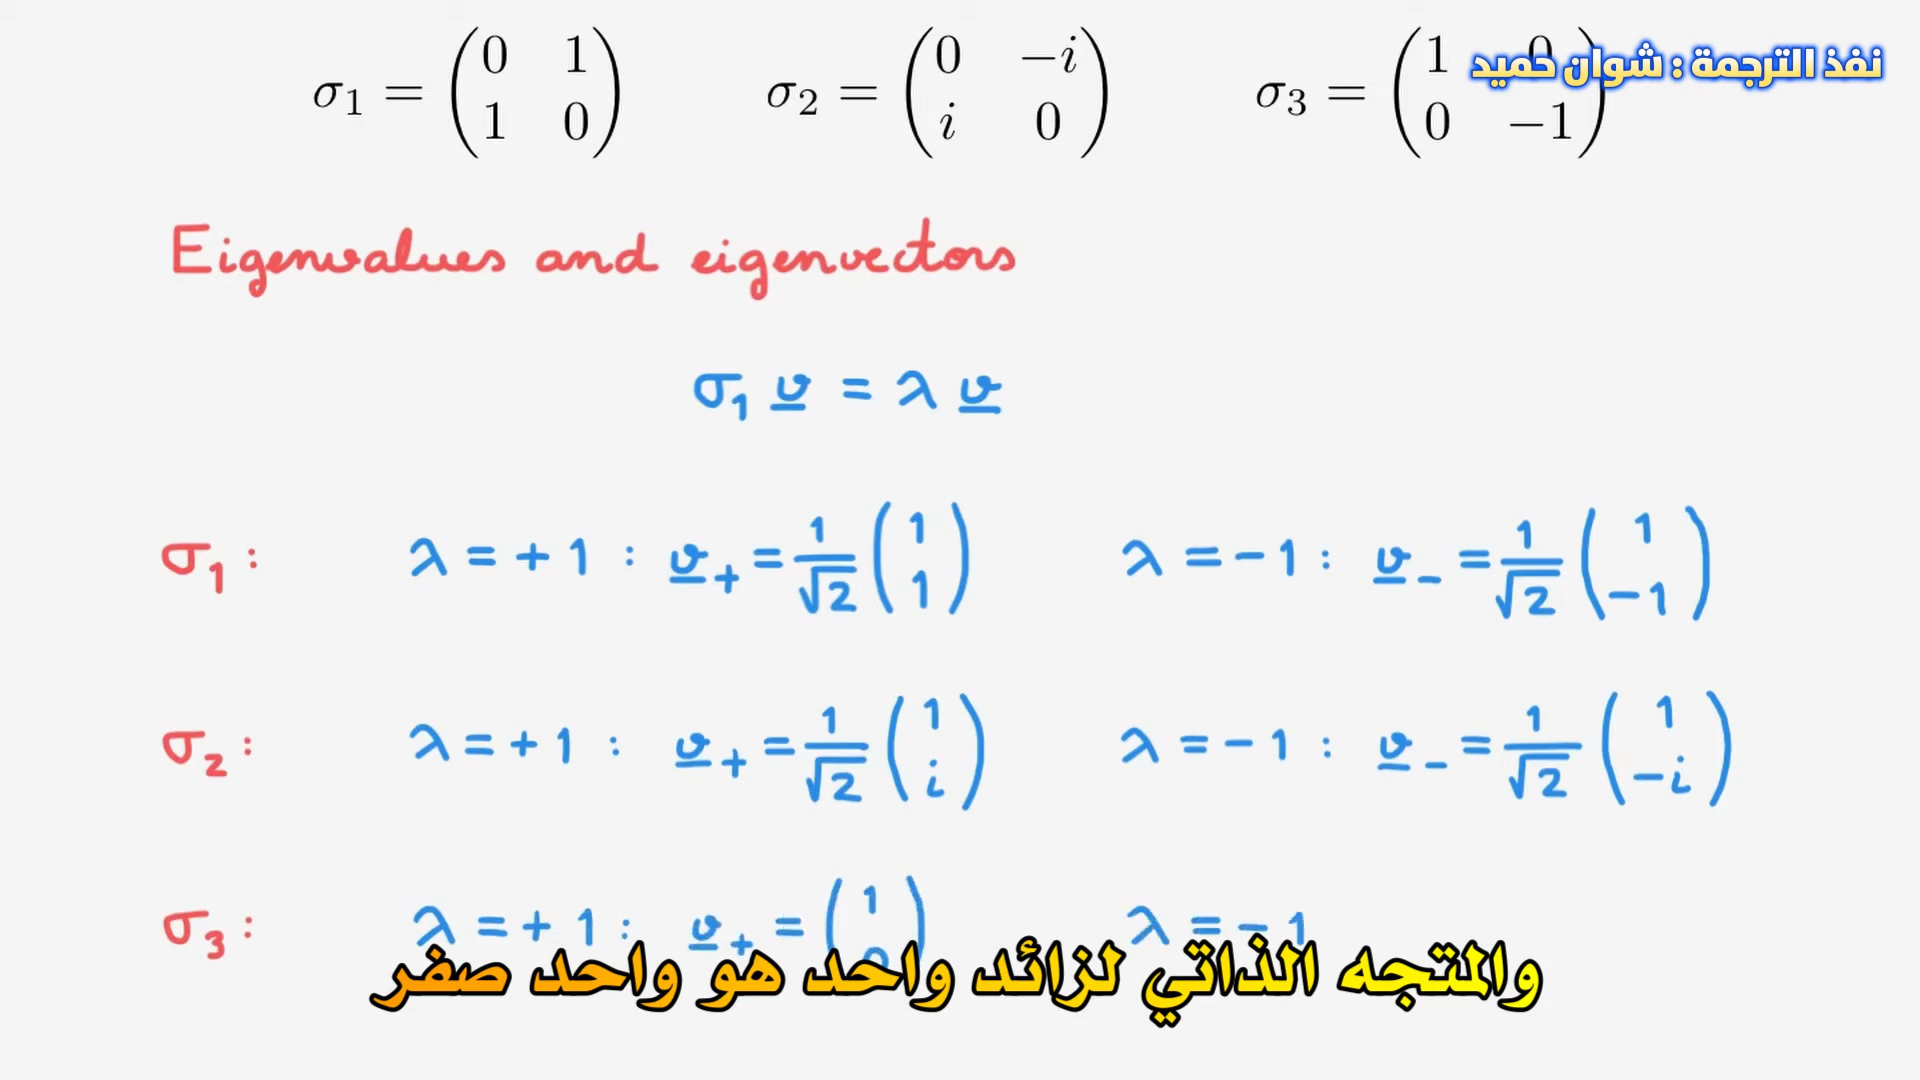 σ₁ = (0 1; 1 0) σ₂ = (0 −i; i 0) σ₃ = (1 0; 0 −1)
نفذ الترجمة : شوان حميد
Eigenvalues and eigenvectors
σ₁ v = λ v
σ₁ : λ = + 1 : v₊ = 1/√2 (1; 1) λ = − 1 : v₋ = 1/√2 (1; −1)
σ₂ : λ = + 1 : v₊ = 1/√2 (1; i) λ = − 1 : v₋ = 1/√2 (1; −i)
σ₃ : λ = + 1 : v₊ = (1; 0) λ = − 1
والمتجه الذاتي لزائد واحد هو واحد صفر